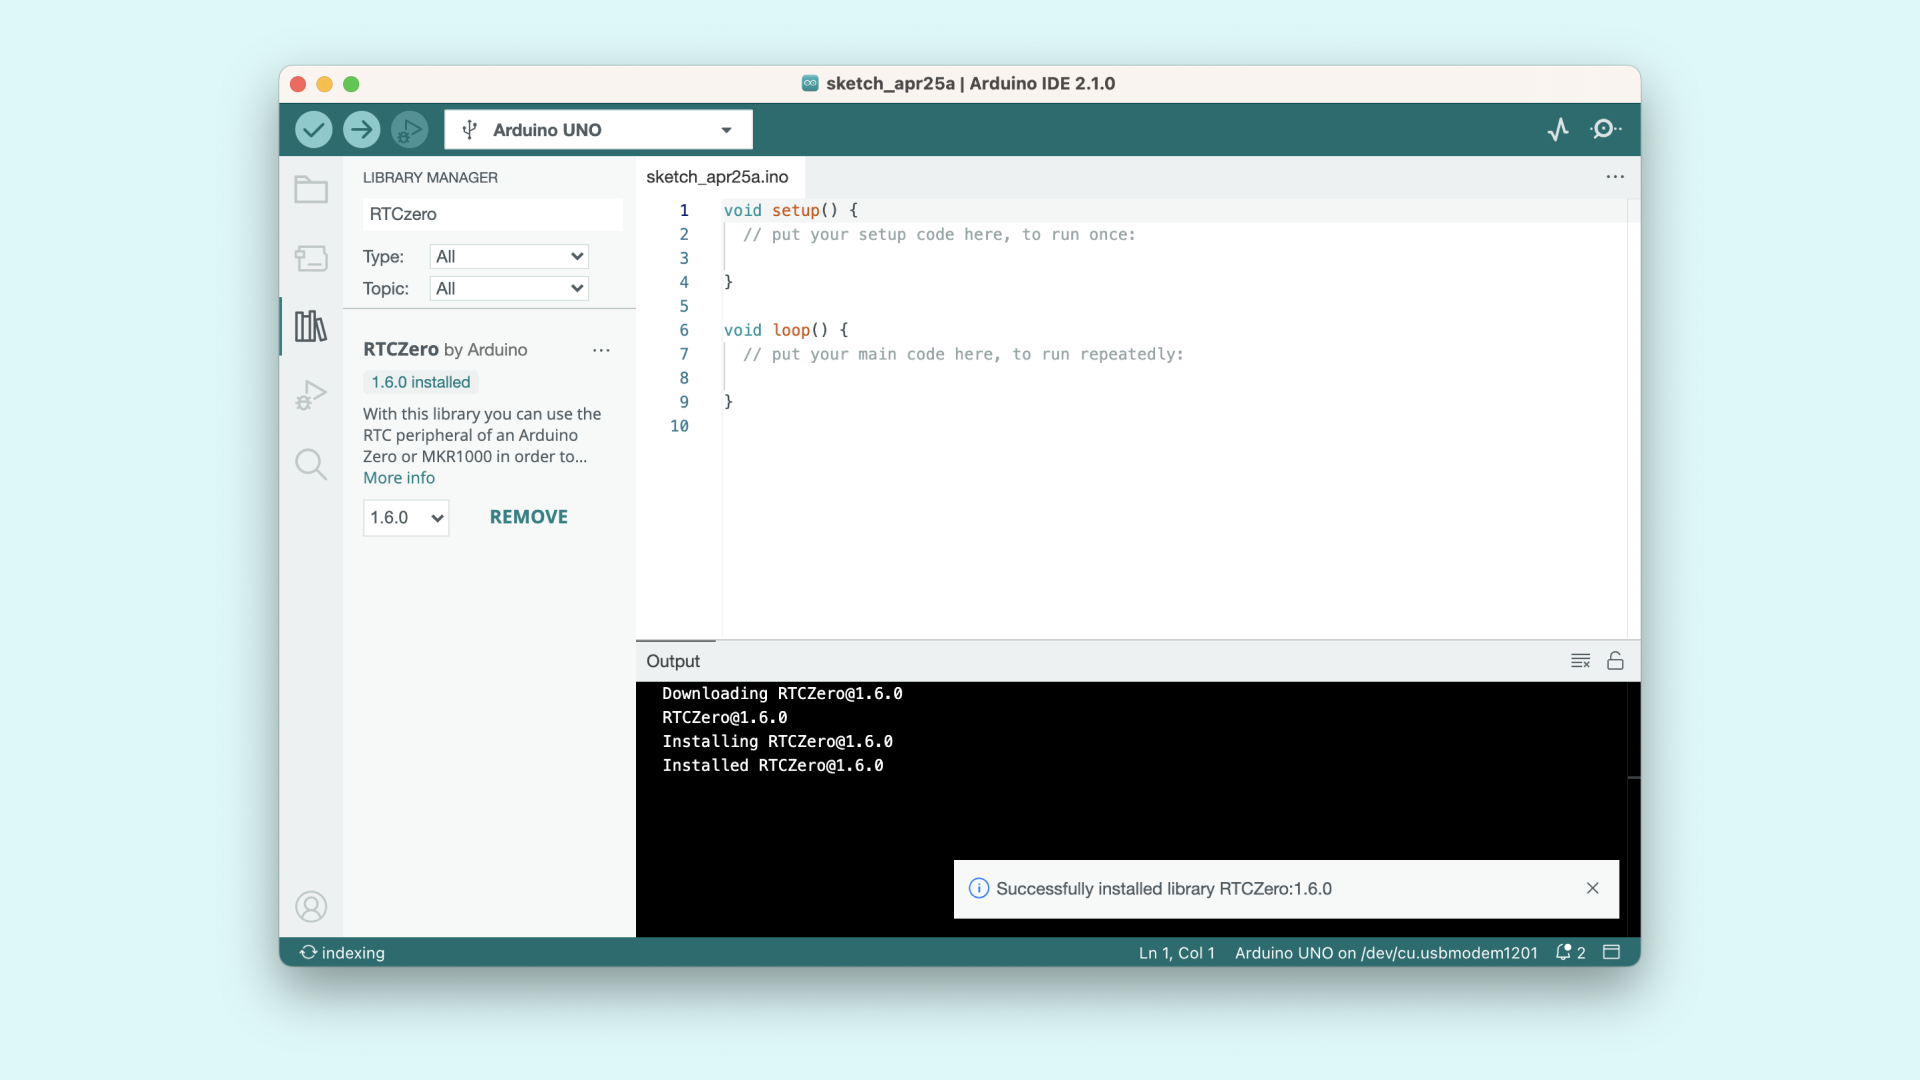 sketch_apr25a | Arduino IDE 2.1.0
Arduino UNO
LIBRARY MANAGER
RTCzero
Type: All
Topic: All
RTCZero by Arduino
1.6.0 installed
With this library you can use the
RTC peripheral of an Arduino
Zero or MKR1000 in order to...
More info
1.6.0 REMOVE
sketch_apr25a.ino
1 void setup() {
2 // put your setup code here, to run once:
3
4 }
5
6 void loop() {
7 // put your main code here, to run repeatedly:
8
9 }
10
Output
Downloading RTCZero@1.6.0
RTCZero@1.6.0
Installing RTCZero@1.6.0
Installed RTCZero@1.6.0
Successfully installed library RTCZero:1.6.0
indexing
Ln 1, Col 1 Arduino UNO on /dev/cu.usbmodem1201 2